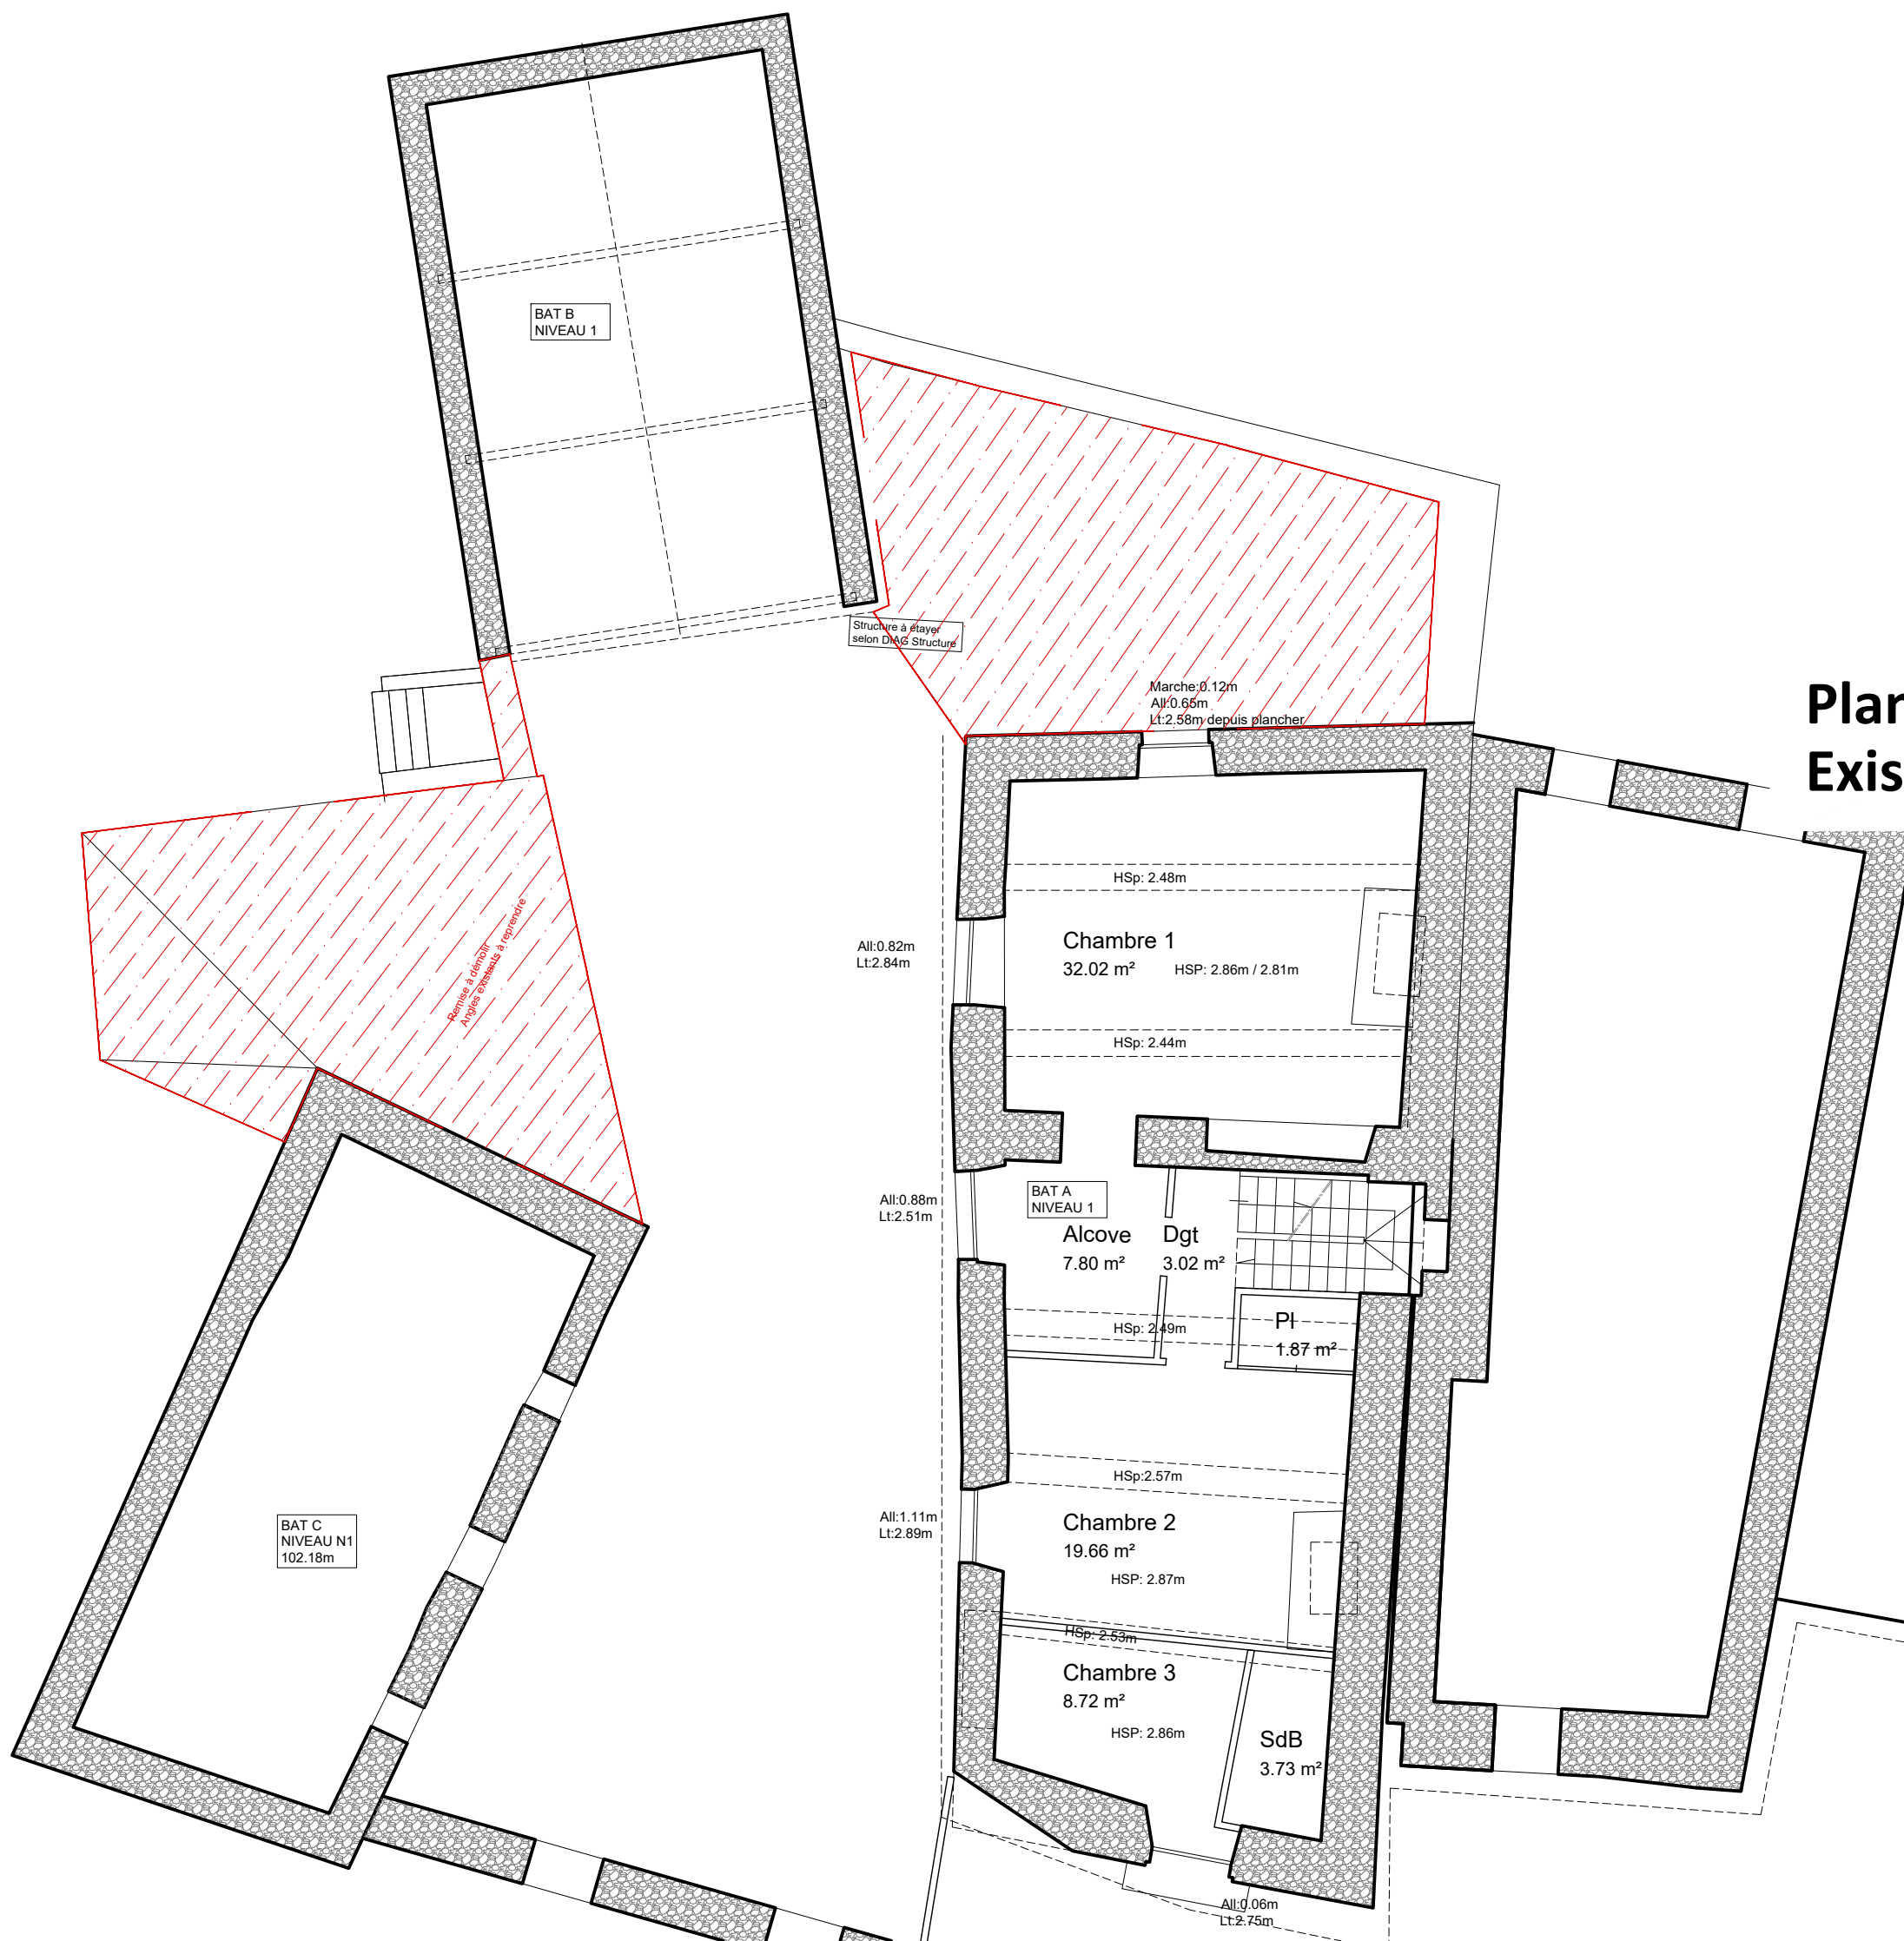 BAT B
NIVEAU 1
Structure à étayer
selon DIAG Structure
Marche:0.12m
All:0.65m
Lt:2.58m depuis plancher
Plan
Exis
HSp: 2.48m
All:0.82m
Lt:2.84m
Chambre 1
32.02 m²
HSP: 2.86m / 2.81m
Remise à démolir
Angles existants à reprendre
HSp: 2.44m
All:0.88m
Lt:2.51m
BAT A
NIVEAU 1
Alcove
7.80 m²
Dgt
3.02 m²
HSp: 2.49m
Pl
1.87 m²
HSp:2.57m
All:1.11m
Lt:2.89m
Chambre 2
19.66 m²
HSP: 2.87m
BAT C
NIVEAU N1
102.18m
HSp: 2.53m
Chambre 3
8.72 m²
HSP: 2.86m
SdB
3.73 m²
All:0.06m
Lt:2.75m